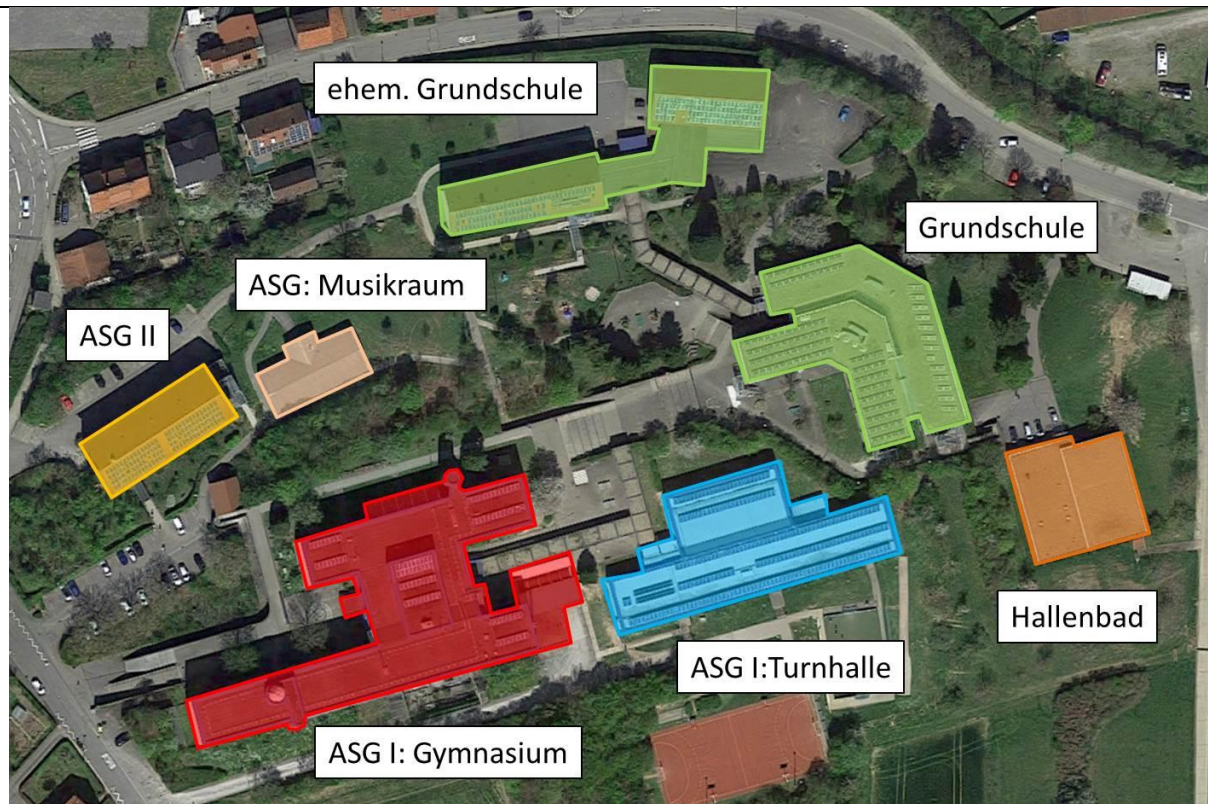 ehem. Grundschule
Grundschule
ASG: Musikraum
ASG II
Hallenbad
ASG I:Turnhalle
ASG I: Gymnasium